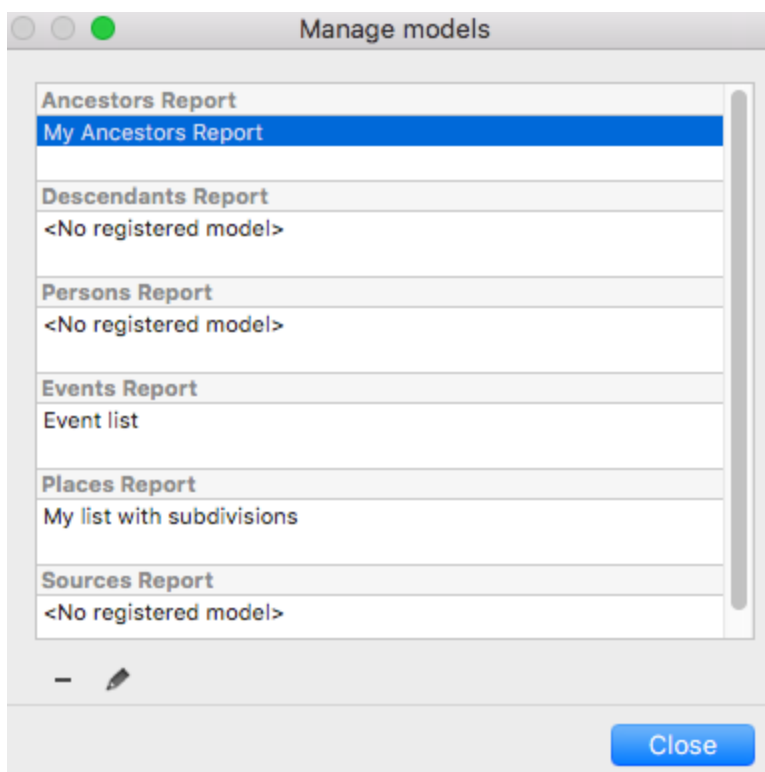 Manage models
Ancestors Report
My Ancestors Report
Descendants Report
<No registered model>
Persons Report
<No registered model>
Events Report
Event list
Places Report
My list with subdivisions
Sources Report
<No registered model>
Close